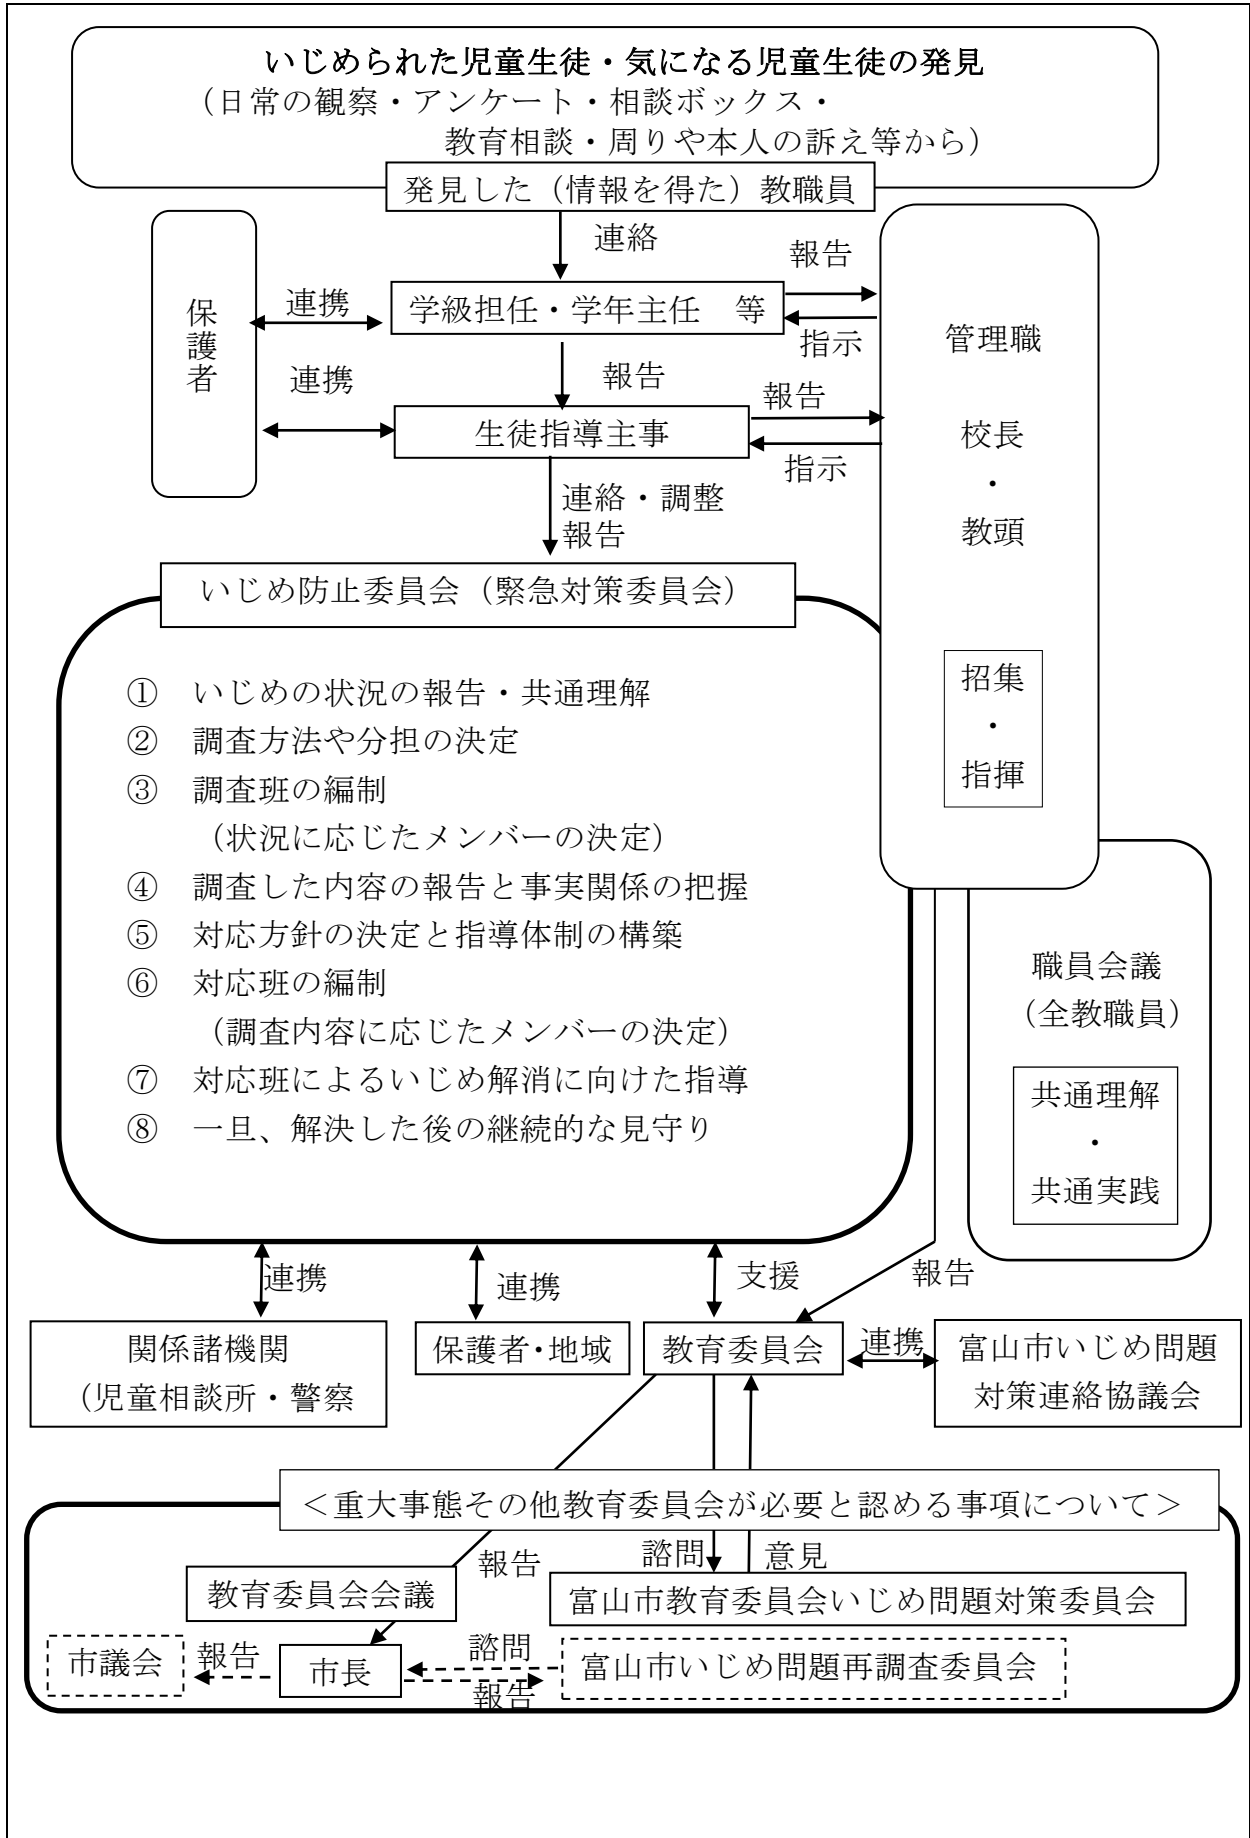 いじめられた児童生徒・気になる児童生徒の発見
（日常の観察・アンケート・相談ボックス・
教育相談・周りや本人の訴え等から）
発見した（情報を得た）教職員
連絡
報告
保護者
連携
学級担任・学年主任　等
指示
管理職
校長
・
教頭
連携
報告
報告
生徒指導主事
指示
連絡・調整
報告
いじめ防止委員会（緊急対策委員会）
招集
・
指揮
①　いじめの状況の報告・共通理解
②　調査方法や分担の決定
③　調査班の編制
（状況に応じたメンバーの決定）
④　調査した内容の報告と事実関係の把握
⑤　対応方針の決定と指導体制の構築
⑥　対応班の編制
（調査内容に応じたメンバーの決定）
⑦　対応班によるいじめ解消に向けた指導
⑧　一旦、解決した後の継続的な見守り
職員会議
（全教職員）
共通理解
・
共通実践
連携
連携
支援
報告
関係諸機関
（児童相談所・警察
保護者・地域
教育委員会
連携
富山市いじめ問題
対策連絡協議会
＜重大事態その他教育委員会が必要と認める事項について＞
報告
諮問
意見
教育委員会会議
富山市教育委員会いじめ問題対策委員会
市議会
報告
市長
諮問
報告
富山市いじめ問題再調査委員会